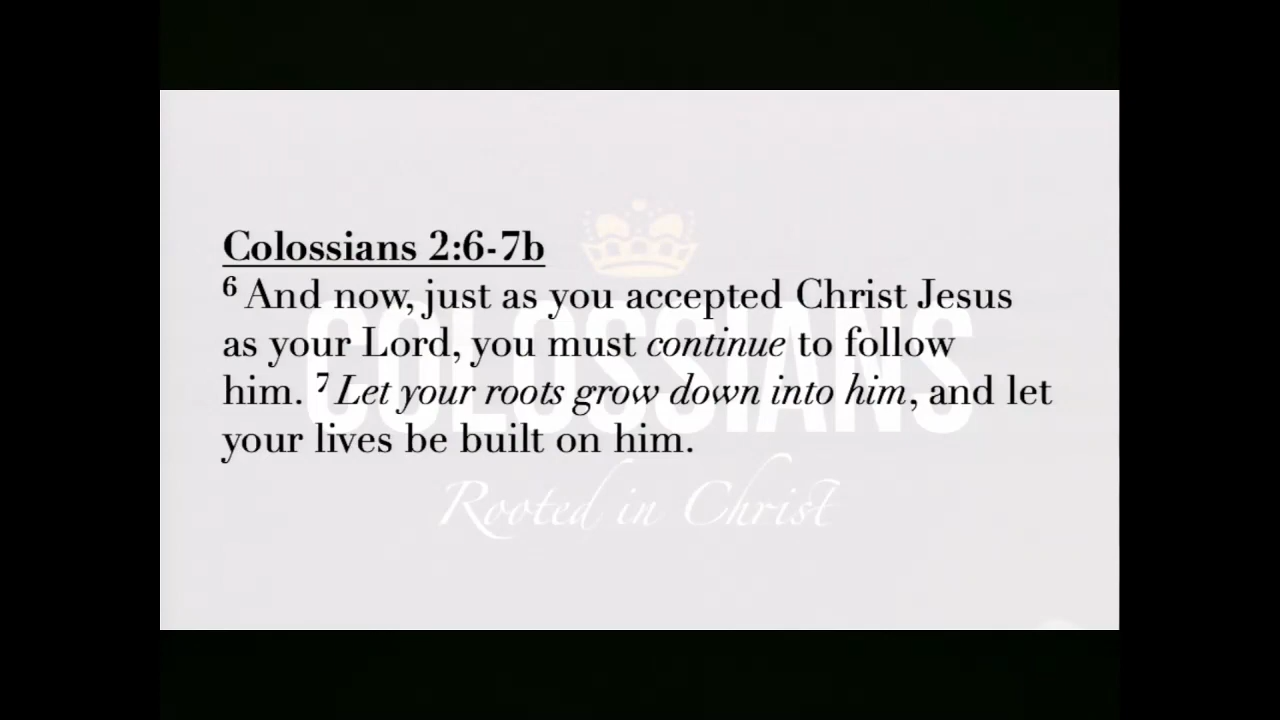 Colossians 2:6-7b
6 And now, just as you accepted Christ Jesus
as your Lord, you must continue to follow
him. 7 Let your roots grow down into him, and let
your lives be built on him.
COLOSSIANS
Rooted in Christ